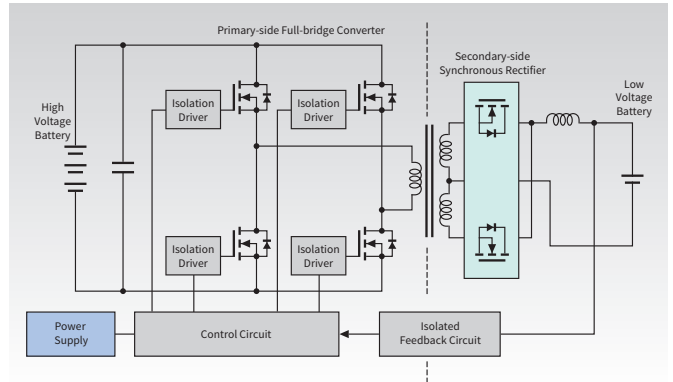 Primary-side Full-bridge Converter
Secondary-side
Synchronous Rectifier
High
Voltage
Battery
Isolation
Driver
Isolation
Driver
Low
Voltage
Battery
Isolation
Driver
Isolation
Driver
Power
Supply
Control Circuit
Isolated
Feedback Circuit